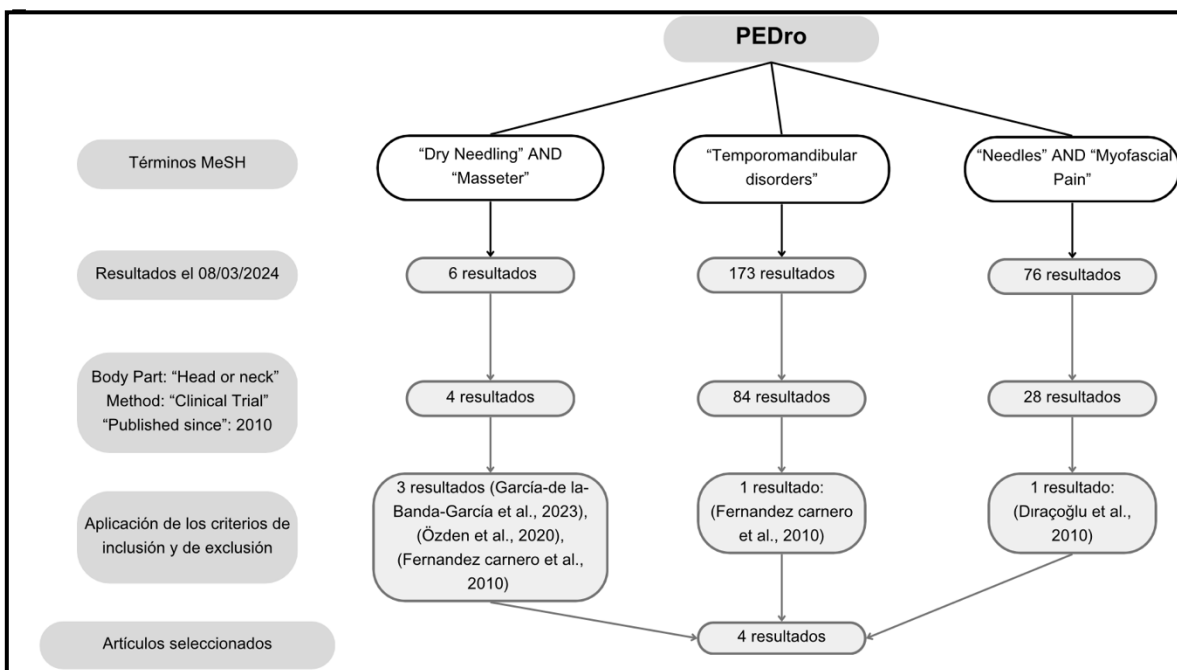 PEDro
Términos MeSH
“Dry Needling” AND
“Masseter”
“Temporomandibular
disorders”
“Needles” AND “Myofascial
Pain”
Resultados el 08/03/2024
6 resultados
173 resultados
76 resultados
Body Part: “Head or neck”
Method: “Clinical Trial”
“Published since”: 2010
4 resultados
84 resultados
28 resultados
Aplicación de los criterios de
inclusión y de exclusión
3 resultados (García-de la-
Banda-García et al., 2023),
(Özden et al., 2020),
(Fernandez carnero et al.,
2010)
1 resultado:
(Fernandez carnero
et al., 2010)
1 resultado:
(Dıraçoğlu et al.,
2010)
Artículos seleccionados
4 resultados